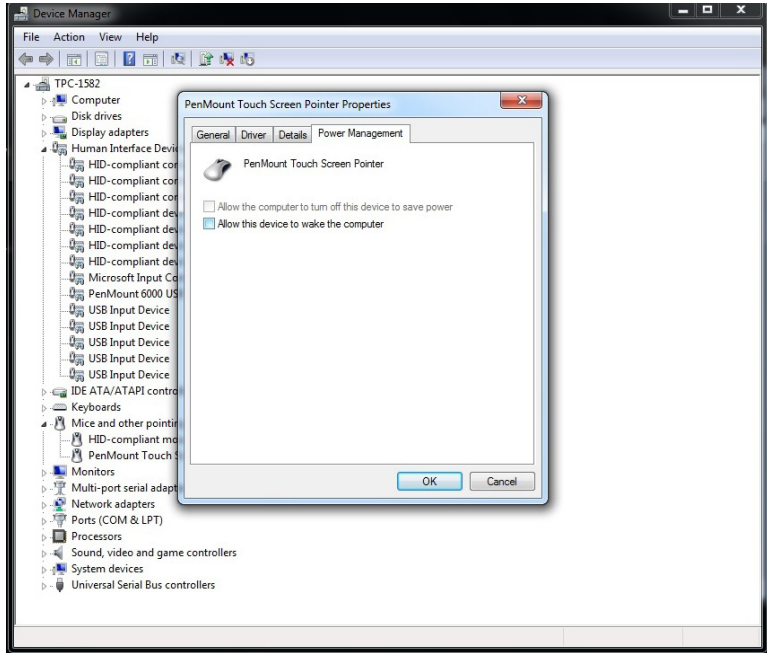 Device Manager
File Action View Help
TPC-1582
Computer
Disk drives
Display adapters
Human Interface Devic
HID-compliant cor
HID-compliant cor
HID-compliant cor
HID-compliant dev
HID-compliant dev
HID-compliant dev
HID-compliant dev
Microsoft Input Co
PenMount 6000 US
USB Input Device
USB Input Device
USB Input Device
USB Input Device
USB Input Device
IDE ATA/ATAPI contro
Keyboards
Mice and other pointin
HID-compliant mo
PenMount Touch S
Monitors
Multi-port serial adapt
Network adapters
Ports (COM & LPT)
Processors
Sound, video and game controllers
System devices
Universal Serial Bus controllers
PenMount Touch Screen Pointer Properties
General Driver Details Power Management
PenMount Touch Screen Pointer
Allow the computer to turn off this device to save power
Allow this device to wake the computer
OK Cancel